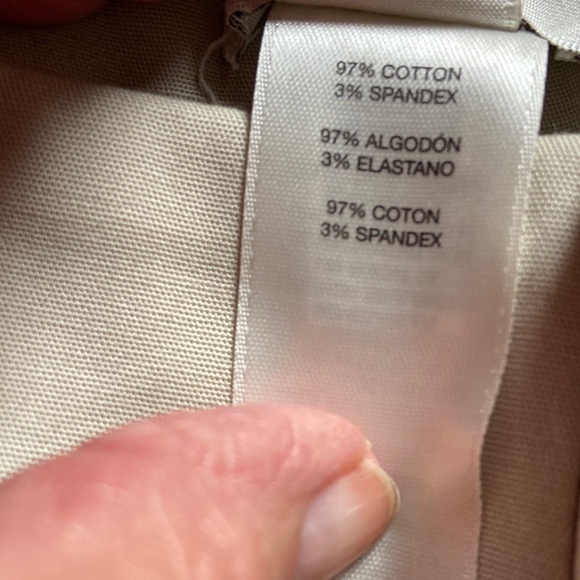 97% COTTON
3% SPANDEX
97% ALGODÓN
3% ELASTANO
97% COTON
3% SPANDEX